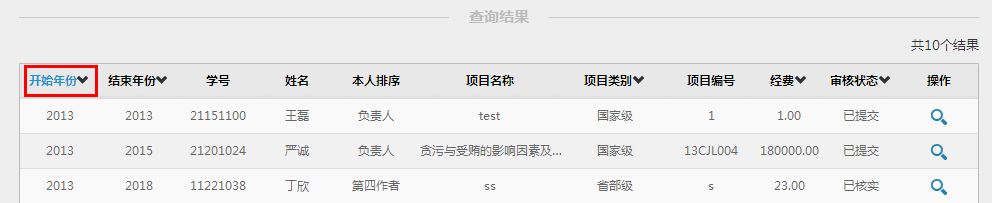 查询结果
共10个结果
开始年份 结束年份 学号 姓名 本人排序 项目名称 项目类别 项目编号 经费 审核状态 操作
2013 2013 21151100 王磊 负责人 test 国家级 1 1.00 已提交
2013 2015 21201024 严诚 负责人 贪污与受贿的影响因素及... 国家级 13CJL004 180000.00 已提交
2013 2018 11221038 丁欣 第四作者 ss 省部级 s 23.00 已核实